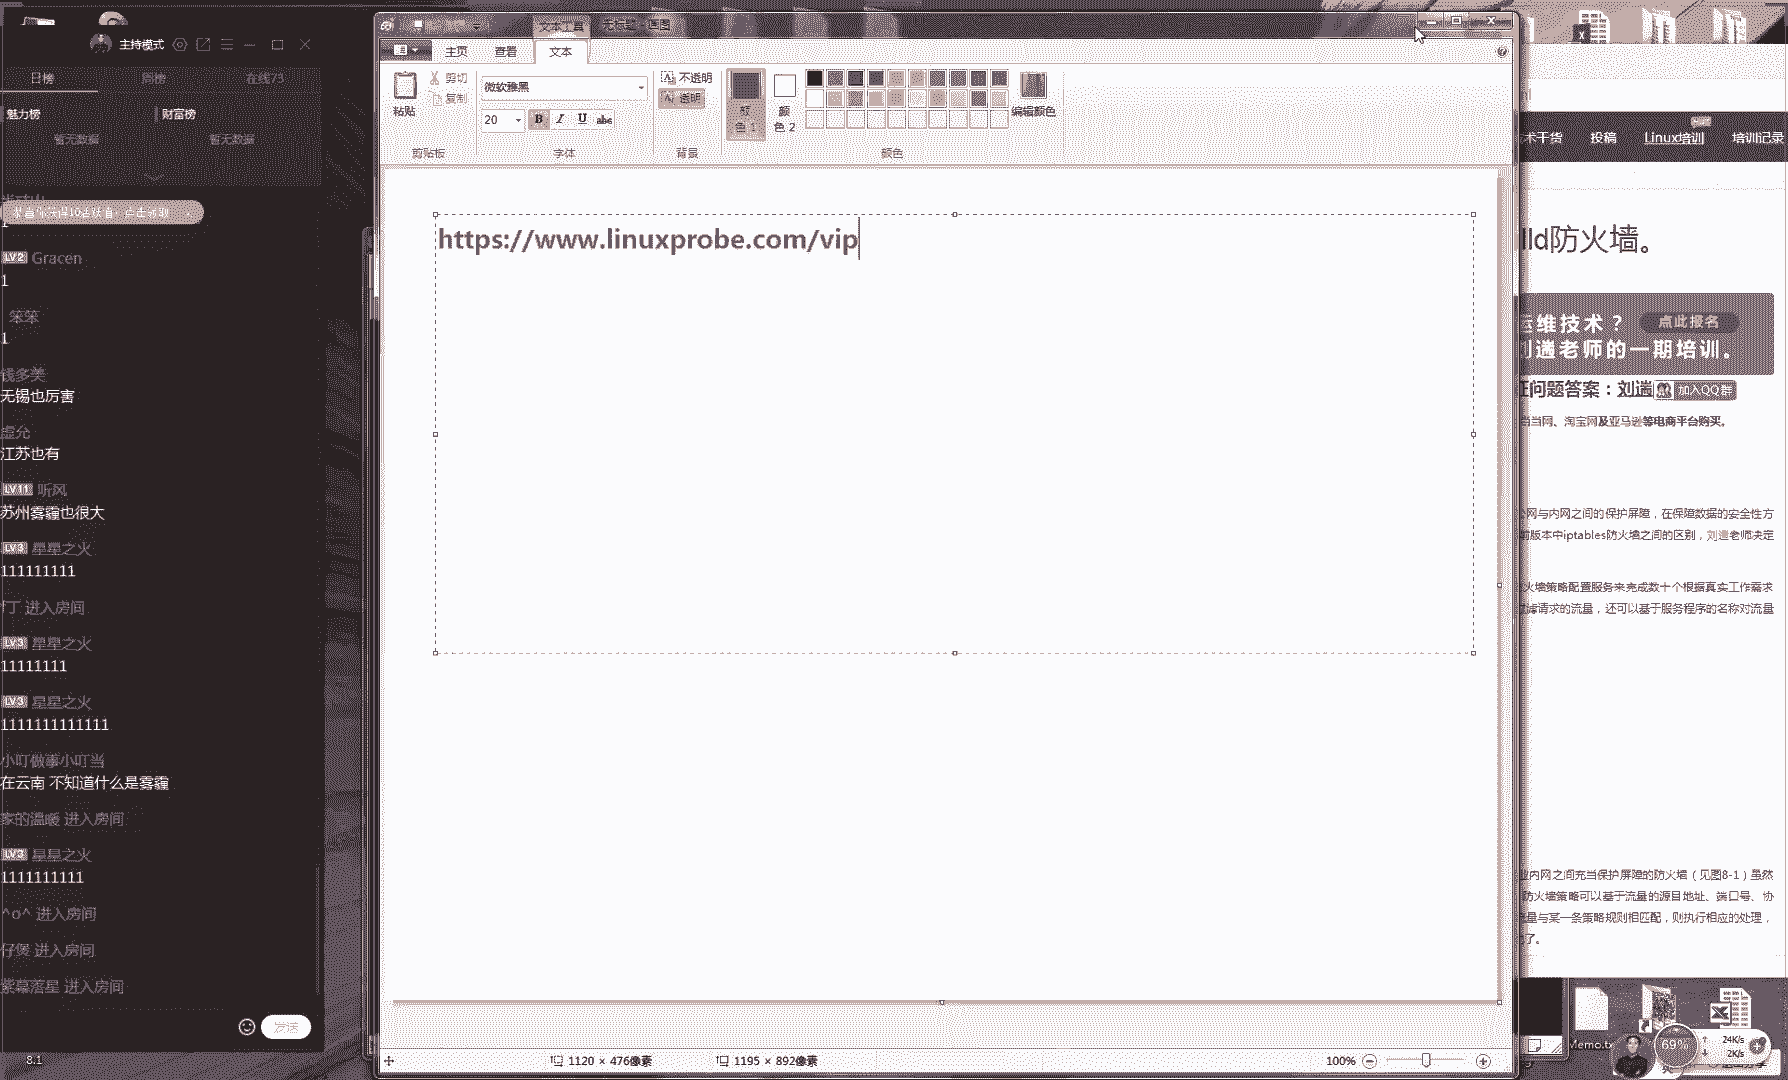 主持模式
日榜 周榜 在线73
魅力榜 财富榜
暂无数据 暂无数据
1
LV2 Gracen
1
笨笨
1
钱多美
无锡也厉害
虚允
江苏也有
LV11 听风
苏州雾霾也很大
LV3 星星之火
111111111
丁 进入房间
LV3 星星之火
11111111
LV3 星星之火
1111111111111
小叮做事小叮当
在云南 不知道什么是雾霾
家的温暖 进入房间
LV3 星星之火
1111111111
^o^ 进入房间
仔煲 进入房间
紫幕落星 进入房间
发送
8.1
文本工具 无标题 - 画图
主页 查看 文本
粘贴 剪切 复制
剪贴板
微软雅黑
20 B I U abc
字体
不透明
透明
背景
颜色 1 颜色 2
编辑颜色
颜色
https://www.linuxprobe.com/vip
1120 × 476像素 1195 × 892像素 100%
术干货 投稿 Linux培训 培训记录
lld防火墙。
运维技术？ 点此报名
刘遄老师的一期培训。
问题答案：刘遄 加入QQ群
当当网、淘宝网及亚马逊等电商平台购买。
网与内网之间的保护屏障，在保障数据的安全性方
前版本中iptables防火墙之间的区别，刘遄老师决定
火墙策略配置服务来完成数十个根据真实工作需求
滤请求的流量，还可以基于服务程序的名称对流量
内网之间充当保护屏障的防火墙（见图8-1）虽然
防火墙策略可以基于流量的源目地址、端口号、协
量与某一条策略规则相匹配，则执行相应的处理，
了。
Memo.tx
69%
24K/s
2K/s